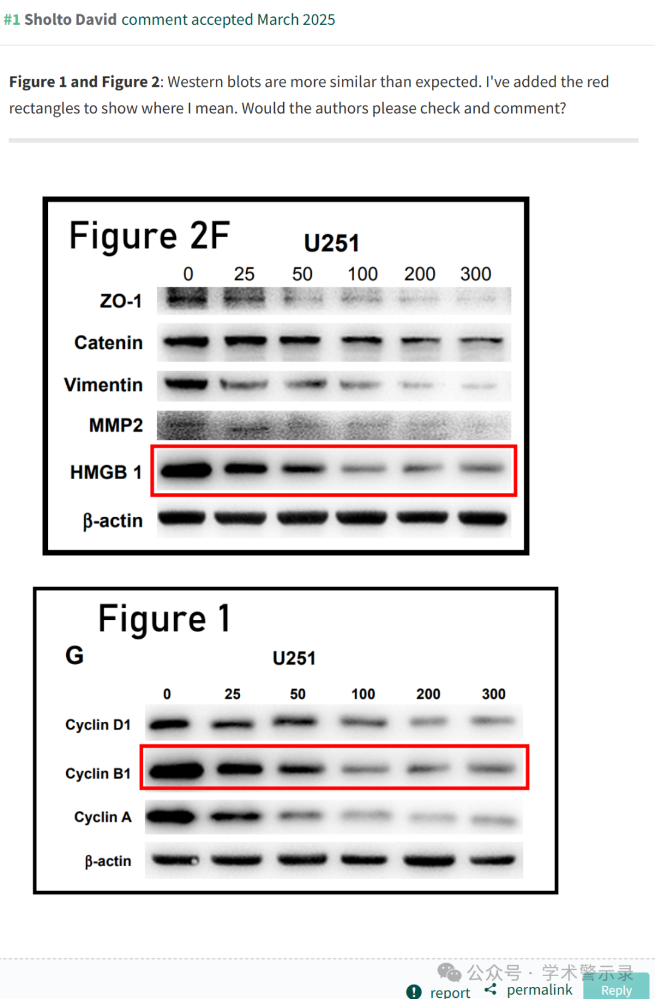 #1 Sholto David comment accepted March 2025
Figure 1 and Figure 2: Western blots are more similar than expected. I've added the red
rectangles to show where I mean. Would the authors please check and comment?
Figure 2F
U251
0 25 50 100 200 300
ZO-1
Catenin
Vimentin
MMP2
HMGB 1
β-actin
Figure 1
G
U251
0 25 50 100 200 300
Cyclin D1
Cyclin B1
Cyclin A
β-actin
公众号 · 学术警示录
report permalink Reply